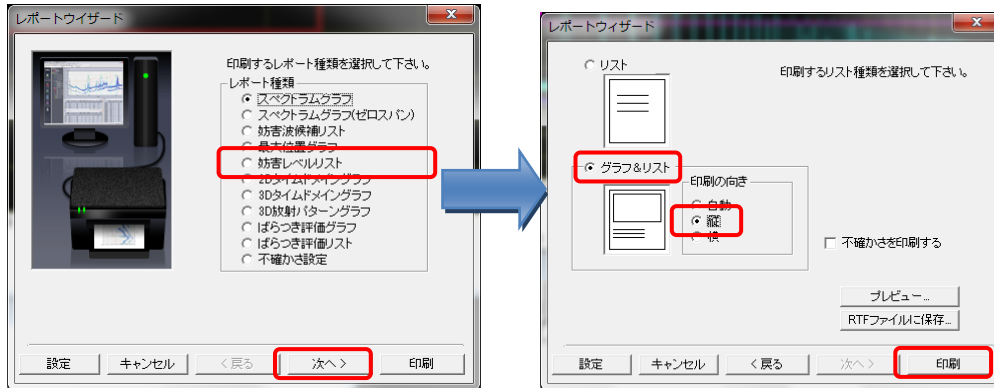 レポートウィザード
印刷するレポート種類を選択して下さい。
レポート種類
スペクトラムグラフ
スペクトラムグラフ(ゼロスパン)
妨害波候補リスト
最大位置グラフ
妨害レベルリスト
2Dタイムドメイングラフ
3Dタイムドメイングラフ
3D放射パターングラフ
ばらつき評価グラフ
ばらつき評価リスト
不確かさ設定
設定
キャンセル
< 戻る
次へ >
印刷
レポートウィザード
リスト
印刷するリスト種類を選択して下さい。
グラフ&リスト
印刷の向き
自動
縦
横
不確かさを印刷する
プレビュー...
RTFファイルに保存...
設定
キャンセル
< 戻る
次へ >
印刷